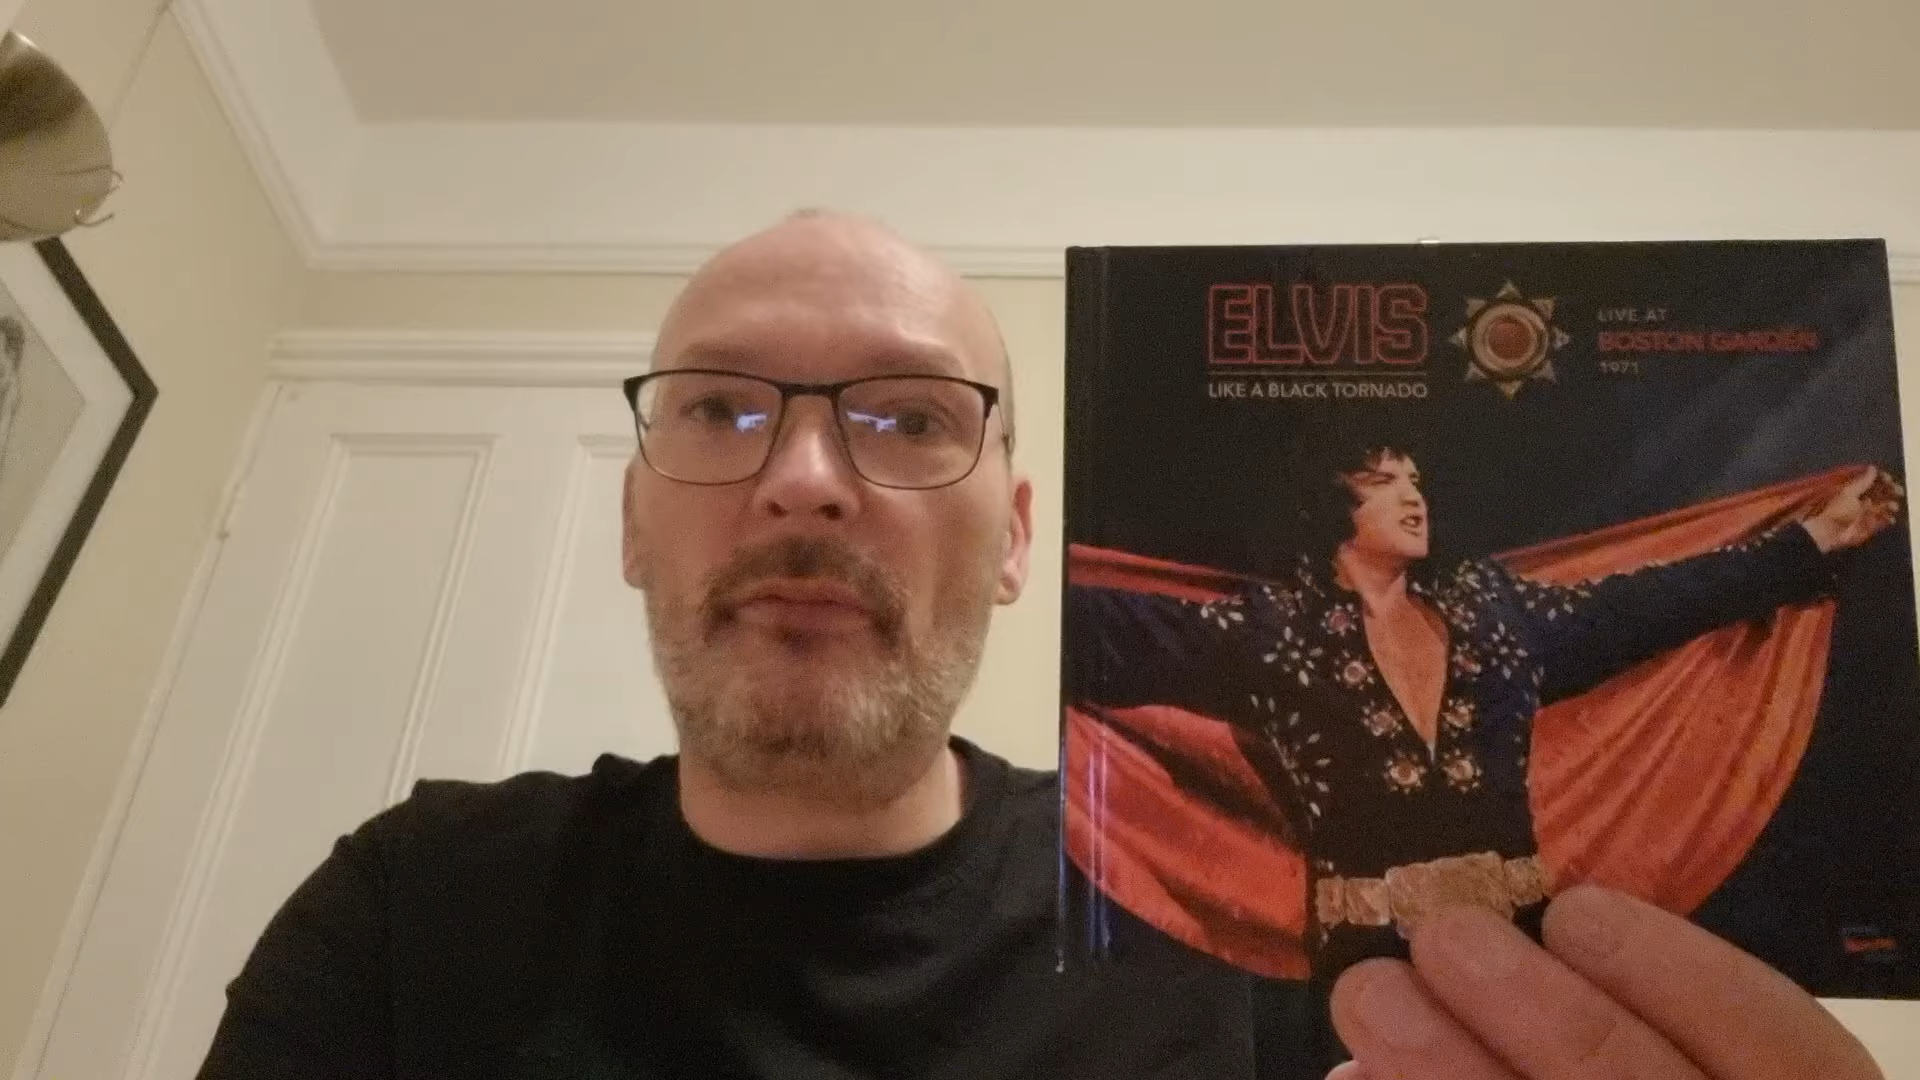 ELVIS
LIKE A BLACK TORNADO
LIVE AT
BOSTON GARDEN
1971